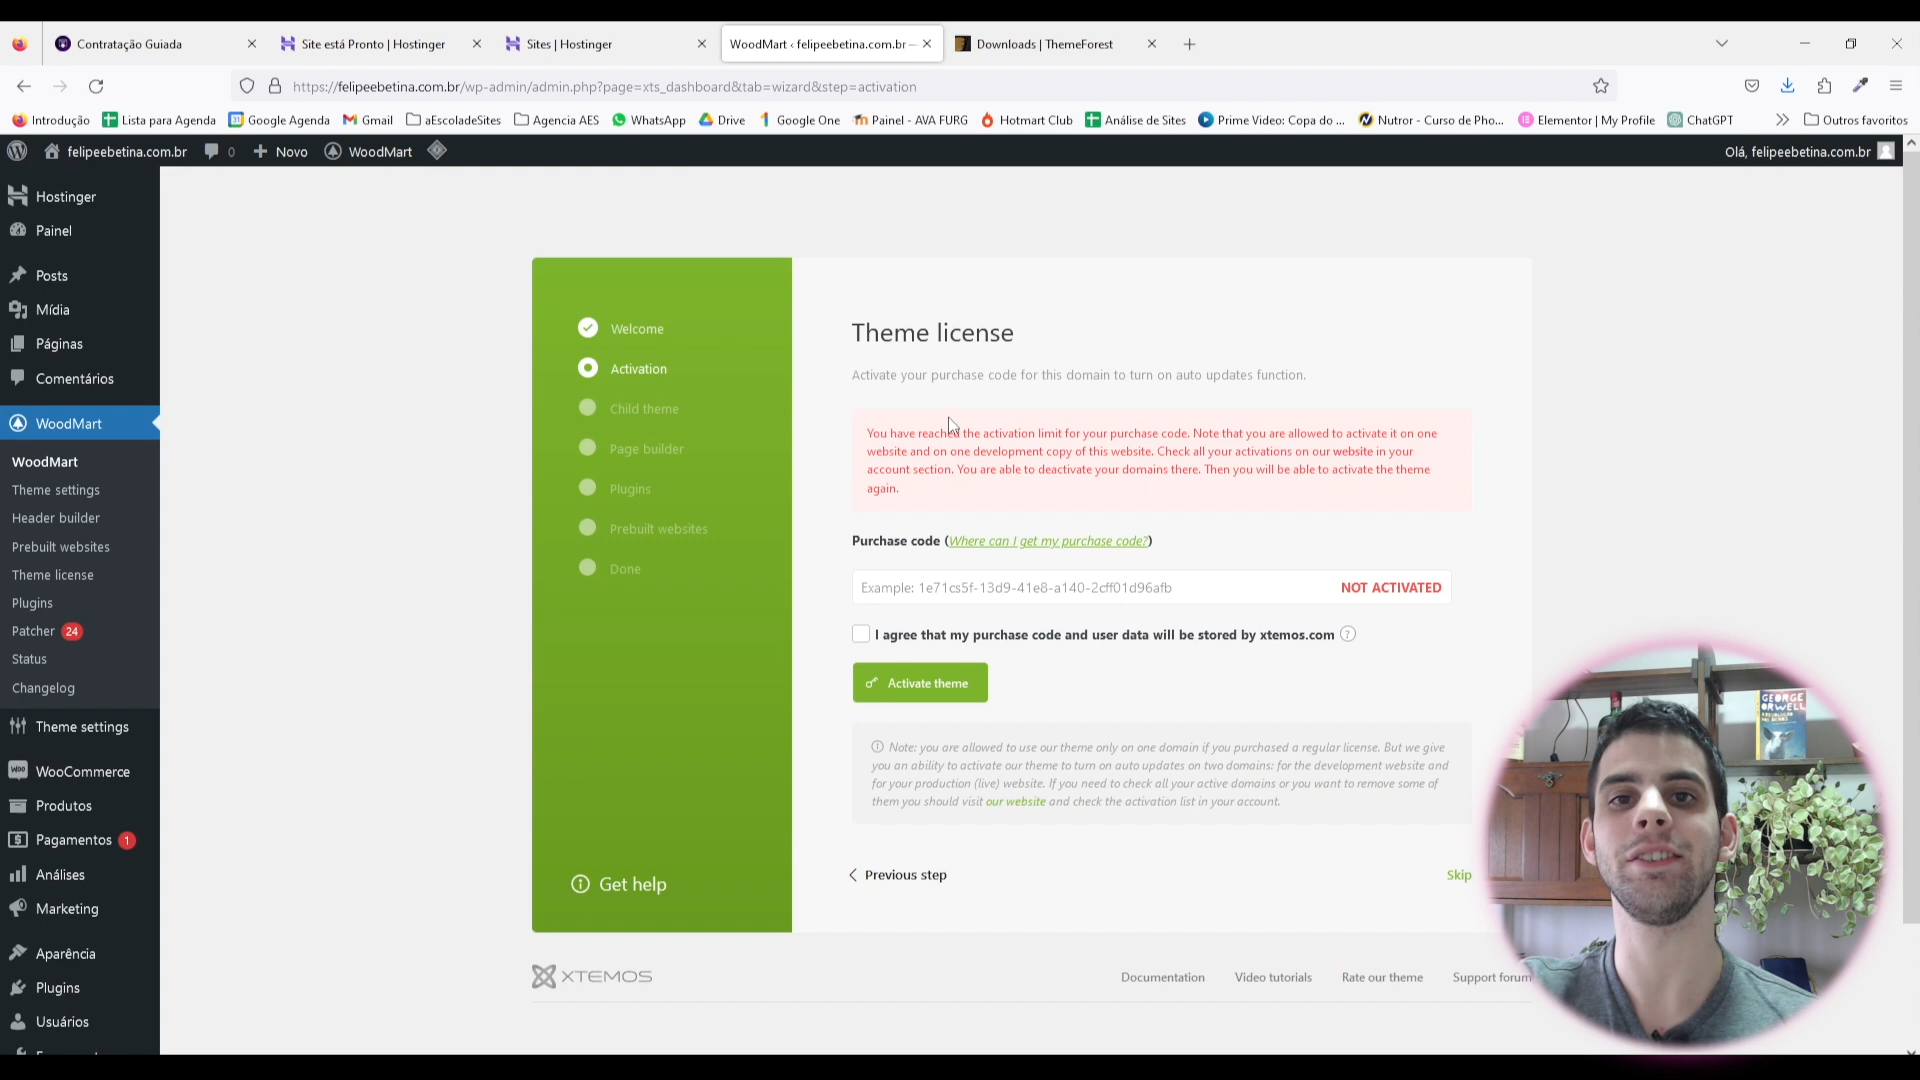 Contratação Guiada
Site está Pronto | Hostinger
Sites | Hostinger
WoodMart ‹ felipeebetina.com.br —
Downloads | ThemeForest
https://felipeebetina.com.br/wp-admin/admin.php?page=xts_dashboard&tab=wizard&step=activation
Introdução
Lista para Agenda
Google Agenda
Gmail
aEscoladeSites
Agencia AES
WhatsApp
Drive
Google One
Painel - AVA FURG
Hotmart Club
Análise de Sites
Prime Video: Copa do ...
Nutror - Curso de Pho...
Elementor | My Profile
ChatGPT
Outros favoritos
felipeebetina.com.br
0
+ Novo
WoodMart
Olá, felipeebetina.com.br
Hostinger
Painel
Posts
Mídia
Páginas
Comentários
WoodMart
WoodMart
Theme settings
Header builder
Prebuilt websites
Theme license
Plugins
Patcher 24
Status
Changelog
Theme settings
WooCommerce
Produtos
Pagamentos 1
Análises
Marketing
Aparência
Plugins
Usuários
Welcome
Activation
Child theme
Page builder
Plugins
Prebuilt websites
Done
Get help
Theme license
Activate your purchase code for this domain to turn on auto updates function.
You have reached the activation limit for your purchase code. Note that you are allowed to activate it on one
website and on one development copy of this website. Check all your activations on our website in your
account section. You are able to deactivate your domains there. Then you will be able to activate the theme
again.
Purchase code (Where can I get my purchase code?)
Example: 1e71cs5f-13d9-41e8-a140-2cff01d96afb
NOT ACTIVATED
I agree that my purchase code and user data will be stored by xtemos.com ?
Activate theme
Note: you are allowed to use our theme only on one domain if you purchased a regular license. But we give
you an ability to activate our theme to turn on auto updates on two domains: for the development website and
for your production (live) website. If you need to check all your active domains or you want to remove some of
them you should visit our website and check the activation list in your account.
Previous step
Skip
XTEMOS
Documentation
Video tutorials
Rate our theme
Support forum
GEORGE
ORWELL